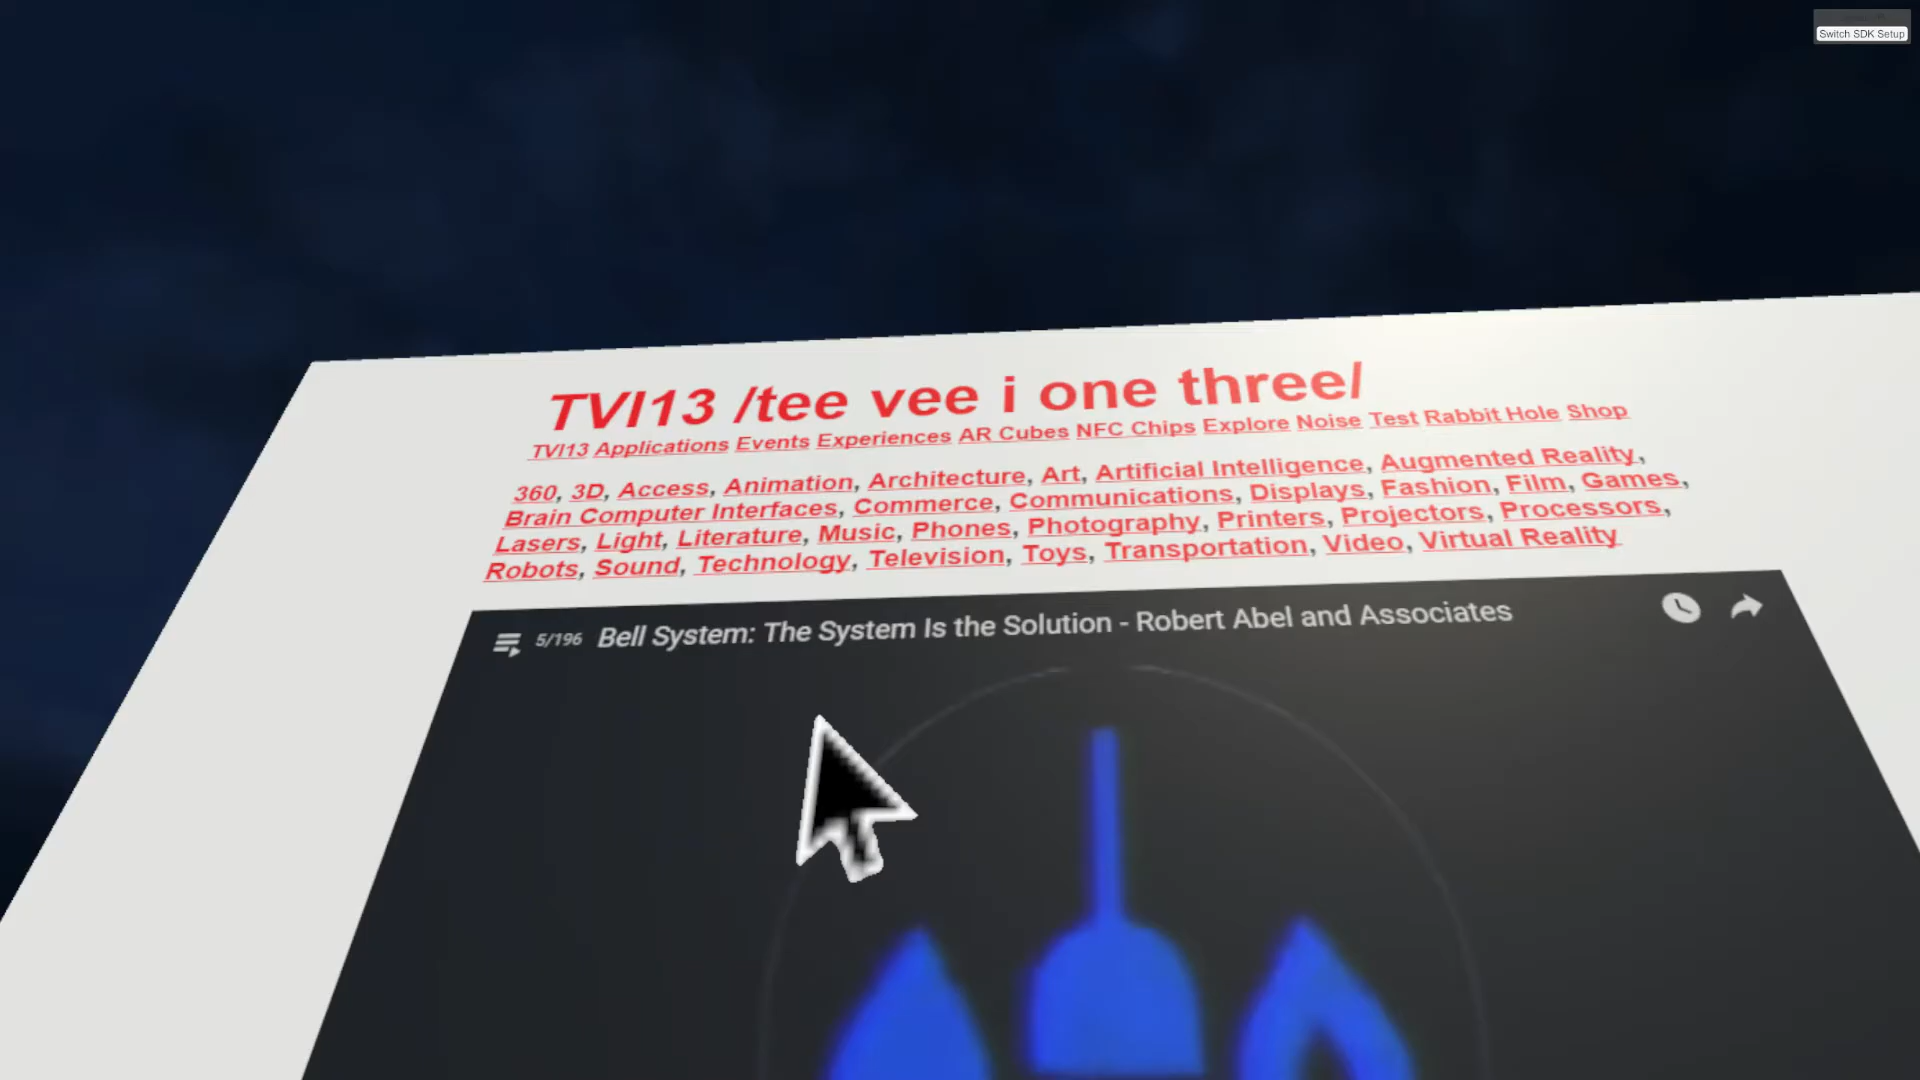 Switch SDK Setup
TVI13 /tee vee i one three/
TVI13 Applications Events Experiences AR Cubes NFC Chips Explore Noise Test Rabbit Hole Shop
360, 3D, Access, Animation, Architecture, Art, Artificial Intelligence, Augmented Reality,
Brain Computer Interfaces, Commerce, Communications, Displays, Fashion, Film, Games,
Lasers, Light, Literature, Music, Phones, Photography, Printers, Projectors, Processors,
Robots, Sound, Technology, Television, Toys, Transportation, Video, Virtual Reality
5/196 Bell System: The System Is the Solution - Robert Abel and Associates